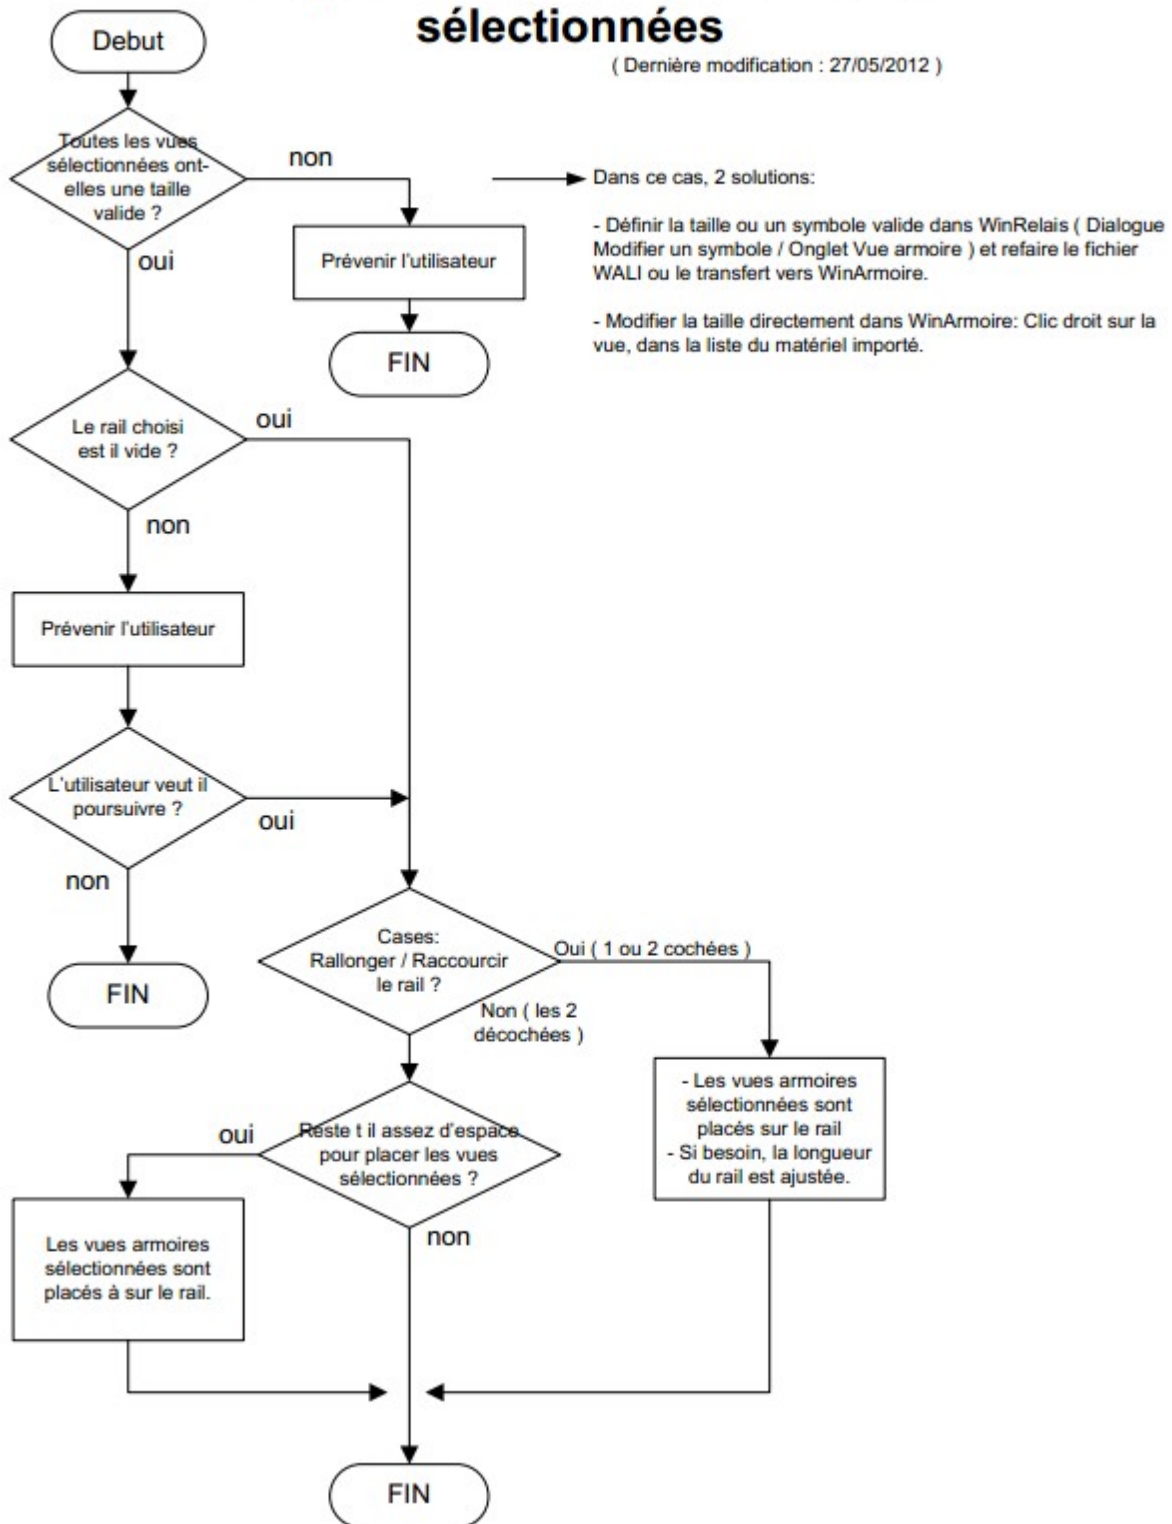 sélectionnées
( Dernière modification : 27/05/2012 )
Debut
Toutes les vues
sélectionnées ont-
elles une taille
valide ?
non
oui
Prévenir l'utilisateur
FIN
Dans ce cas, 2 solutions:
- Définir la taille ou un symbole valide dans WinRelais ( Dialogue
Modifier un symbole / Onglet Vue armoire ) et refaire le fichier
WALI ou le transfert vers WinArmoire.
- Modifier la taille directement dans WinArmoire: Clic droit sur la
vue, dans la liste du matériel importé.
Le rail choisi
est il vide ?
oui
non
Prévenir l'utilisateur
L'utilisateur veut il
poursuivre ?
oui
non
FIN
Cases:
Rallonger / Raccourcir
le rail ?
Oui ( 1 ou 2 cochées )
Non ( les 2
décochées )
- Les vues armoires
sélectionnées sont
placés sur le rail
- Si besoin, la longueur
du rail est ajustée.
Reste t il assez d'espace
pour placer les vues
sélectionnées ?
oui
non
Les vues armoires
sélectionnées sont
placés à sur le rail.
FIN